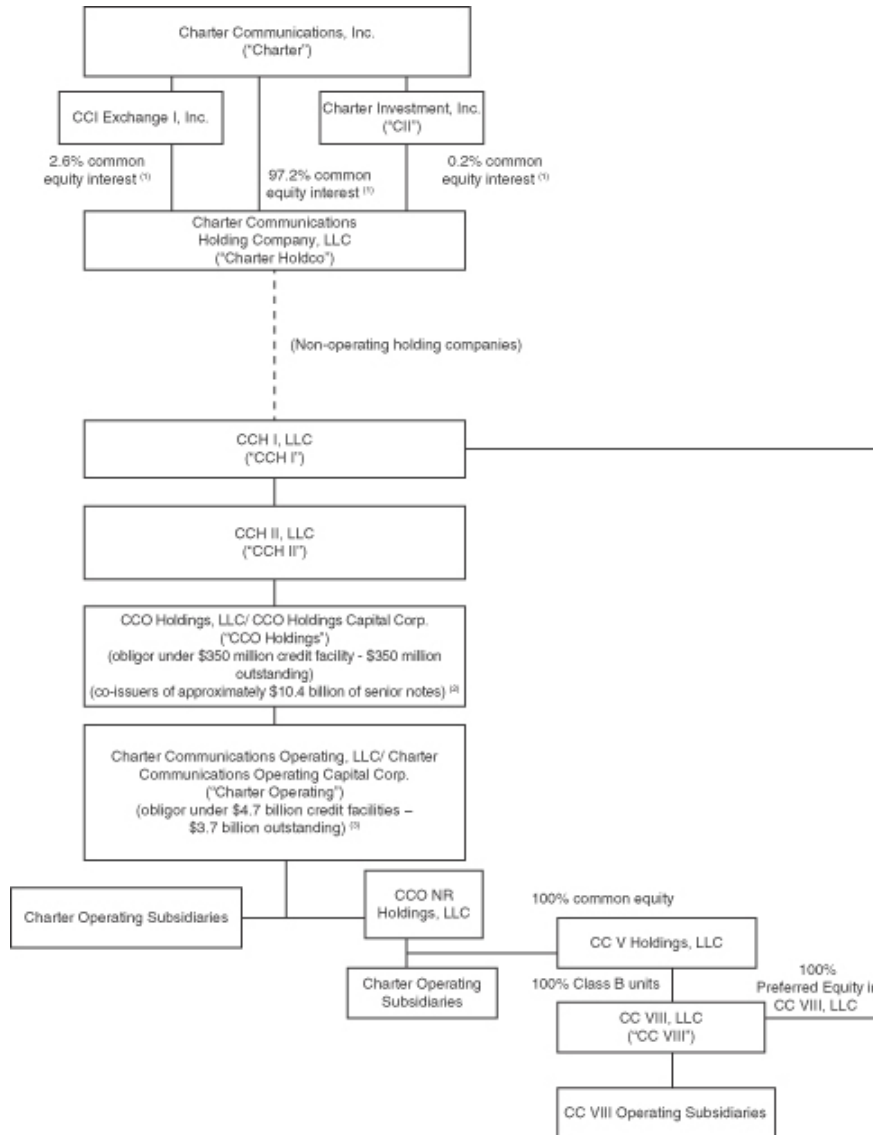 Charter Communications, Inc.
("Charter")
CCI Exchange I, Inc.
Charter Investment, Inc.
("CII")
2.6% common
equity interest (1)
97.2% common
equity interest (1)
0.2% common
equity interest (1)
Charter Communications
Holding Company, LLC
("Charter Holdco")
(Non-operating holding companies)
CCH I, LLC
("CCH I")
CCH II, LLC
("CCH II")
CCO Holdings, LLC/ CCO Holdings Capital Corp.
("CCO Holdings")
(obligor under $350 million credit facility - $350 million
outstanding)
(co-issuers of approximately $10.4 billion of senior notes) (2)
Charter Communications Operating, LLC/ Charter
Communications Operating Capital Corp.
("Charter Operating")
(obligor under $4.7 billion credit facilities –
$3.7 billion outstanding) (3)
Charter Operating Subsidiaries
CCO NR
Holdings, LLC
100% common equity
CC V Holdings, LLC
Charter Operating
Subsidiaries
100% Class B units
100%
Preferred Equity in
CC VIII, LLC
CC VIII, LLC
("CC VIII")
CC VIII Operating Subsidiaries